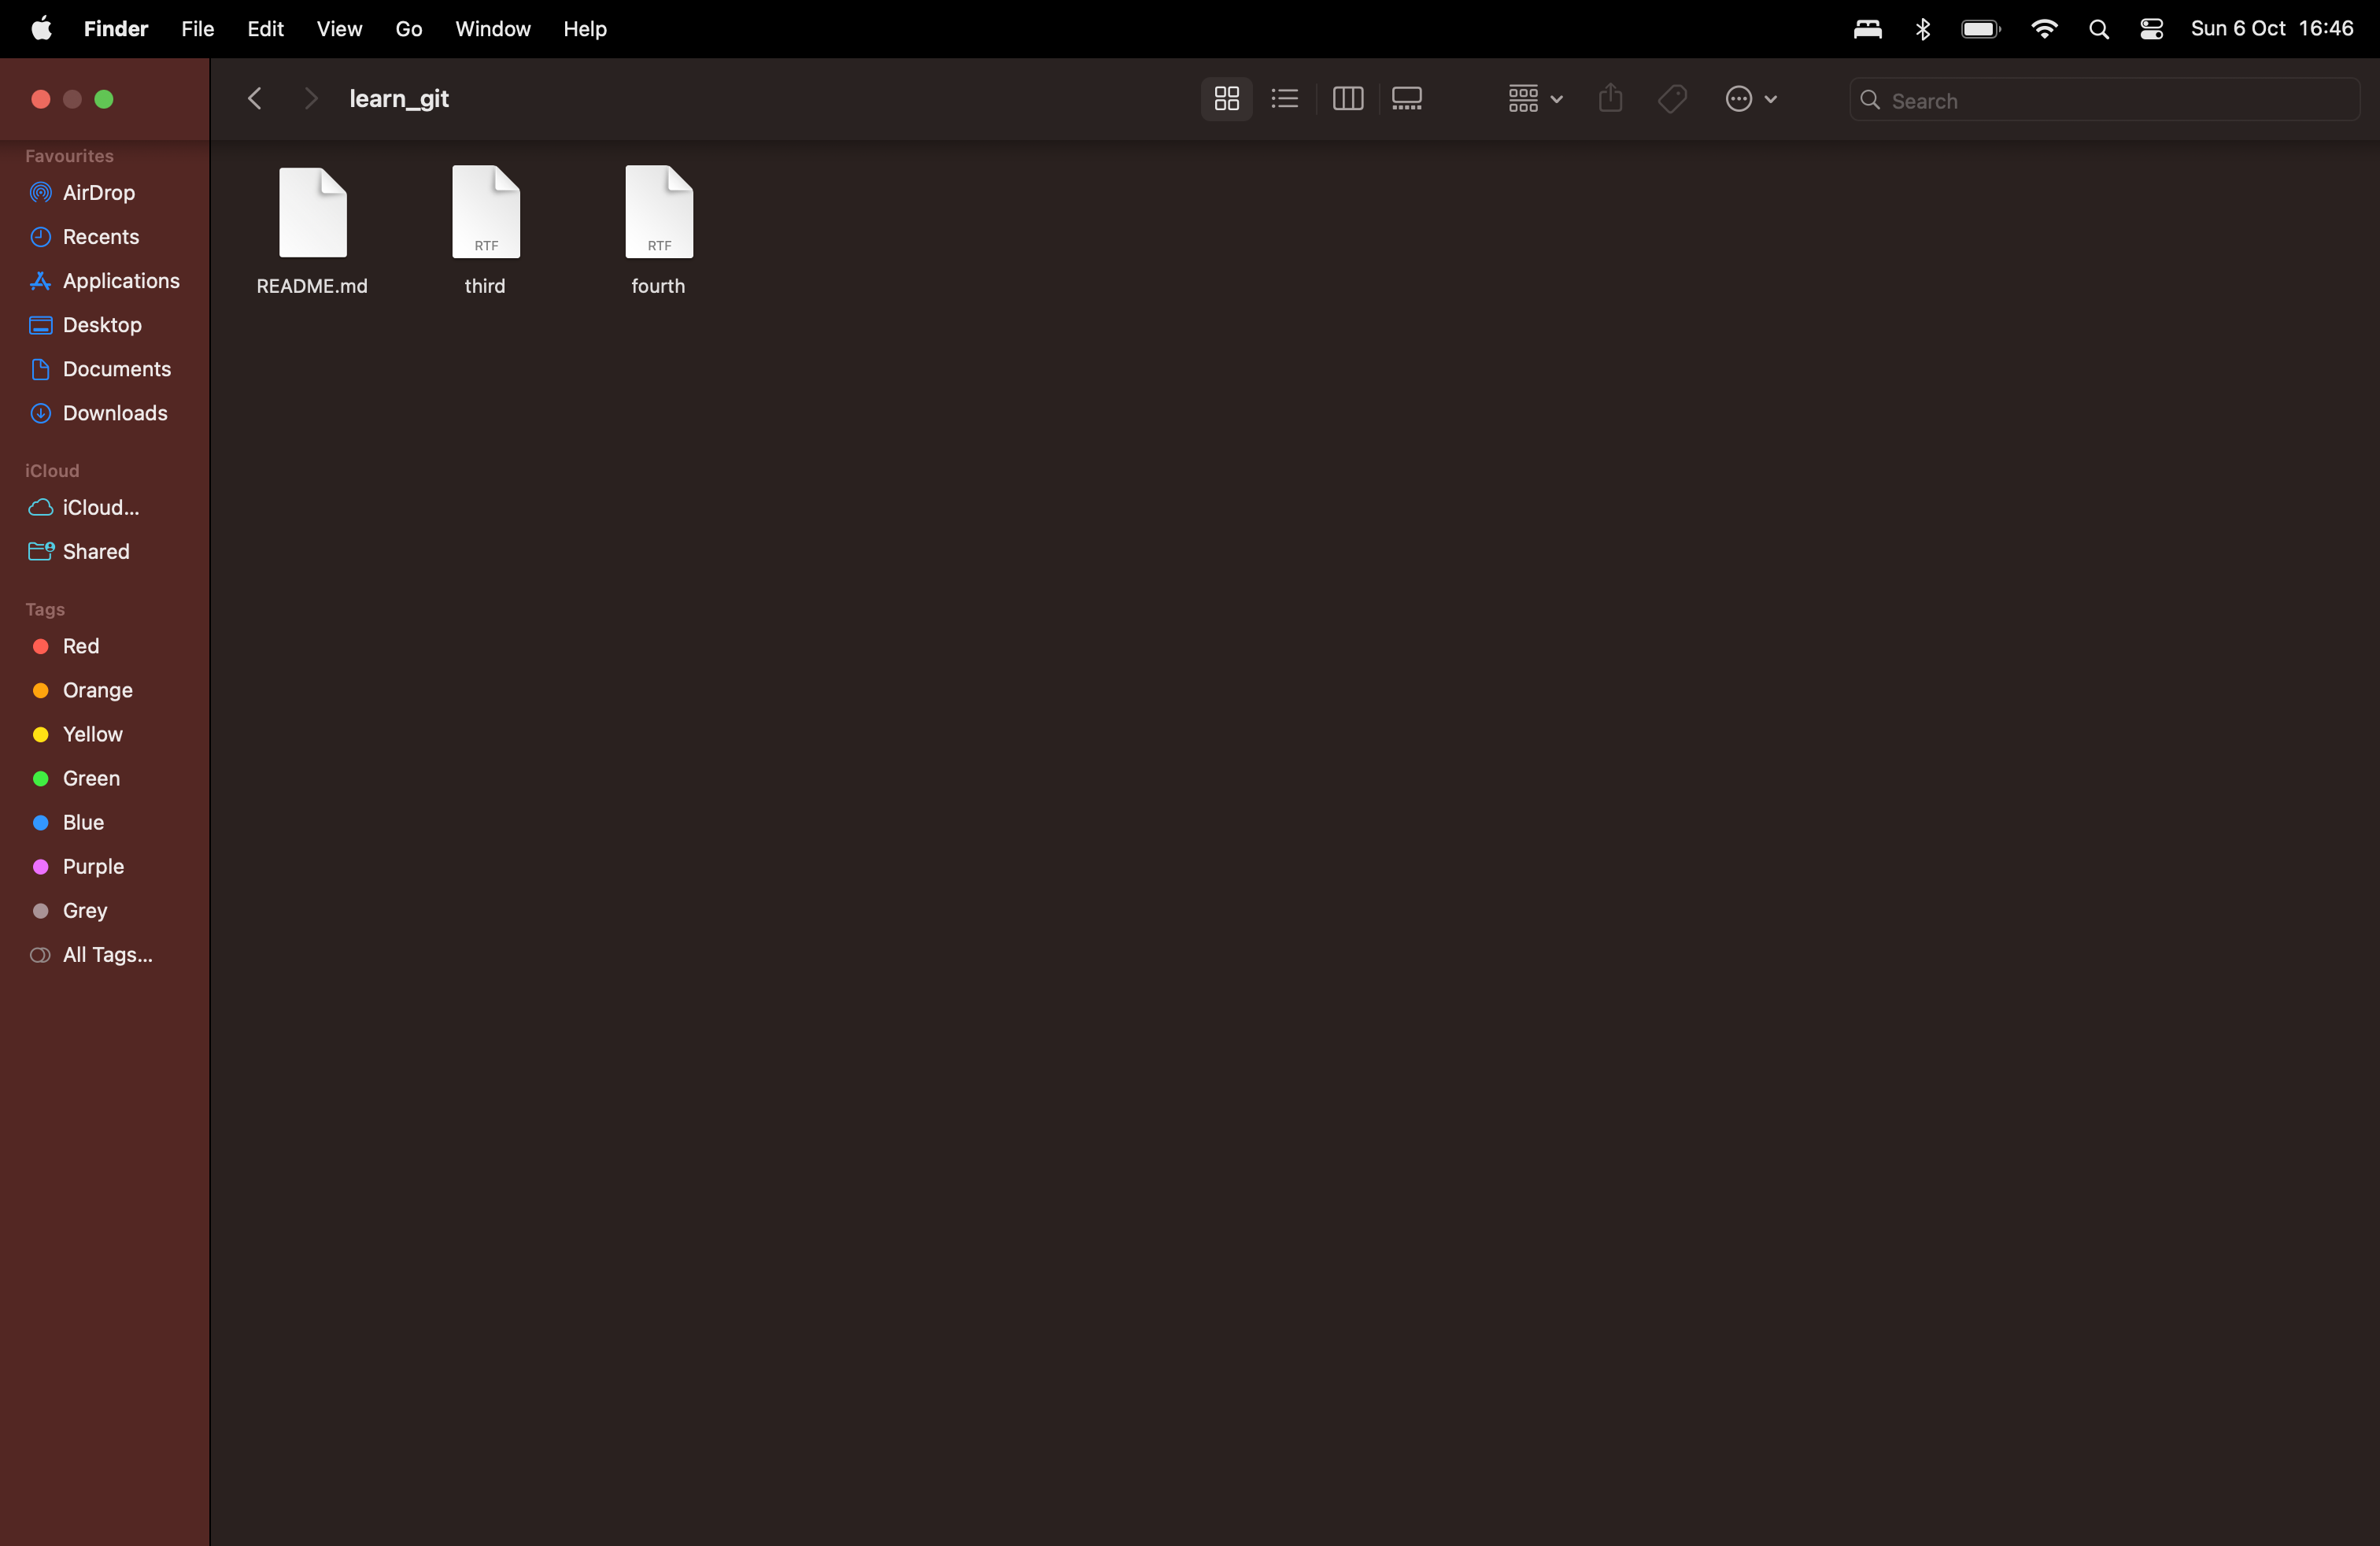 Finder File Edit View Go Window Help Sun 6 Oct 16:46
learn_git Search
Favourites
AirDrop
Recents
Applications
Desktop
Documents
Downloads
iCloud
iCloud...
Shared
Tags
Red
Orange
Yellow
Green
Blue
Purple
Grey
All Tags...
RTF RTF
README.md third fourth